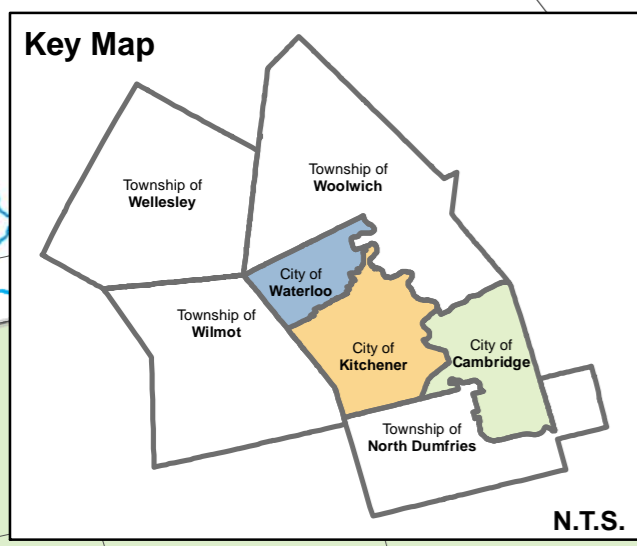 Key Map
Township of
Woolwich
Township of
Wellesley
City of
Waterloo
Township of
Wilmot
City of
Kitchener
City of
Cambridge
Township of
North Dumfries
N.T.S.